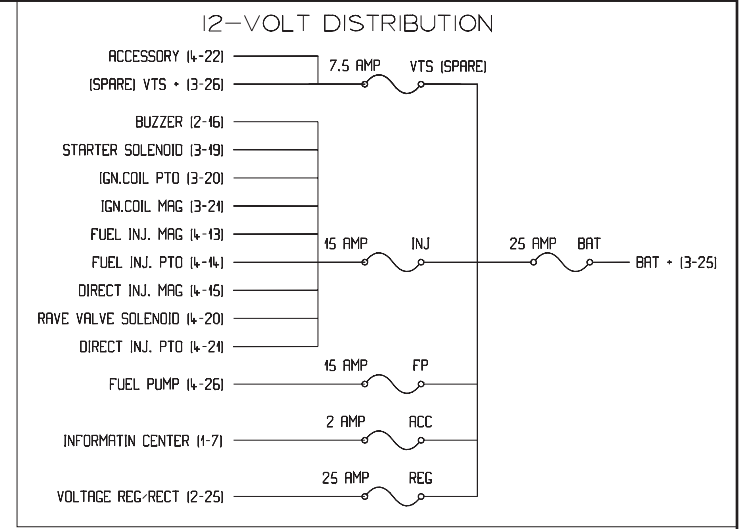 12-VOLT DISTRIBUTION
ACCESSORY (4-22)
7.5 AMP VTS (SPARE)
(SPARE) VTS + (3-26)
BUZZER (2-16)
STARTER SOLENOID (3-19)
IGN.COIL PTO (3-20)
IGN.COIL MAG (3-21)
FUEL INJ. MAG (4-13)
15 AMP INJ 25 AMP BAT
FUEL INJ. PTO (4-14)
BAT + (3-25)
DIRECT INJ. MAG (4-15)
RAVE VALVE SOLENOID (4-20)
DIRECT INJ. PTO (4-21)
15 AMP FP
FUEL PUMP (4-26)
2 AMP ACC
INFORMATIN CENTER (1-7)
25 AMP REG
VOLTAGE REG/RECT (2-25)